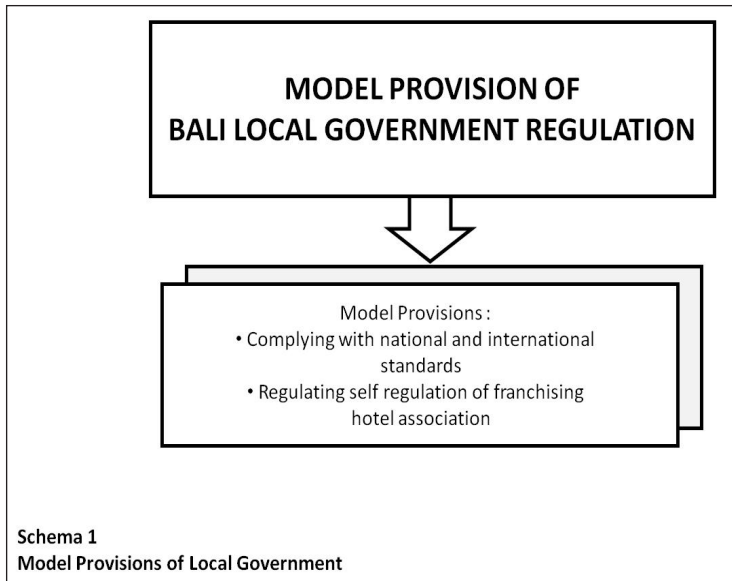 MODEL PROVISION OF
BALI LOCAL GOVERNMENT REGULATION
Model Provisions :
• Complying with national and international
standards
• Regulating self regulation of franchising
hotel association
Schema 1
Model Provisions of Local Government